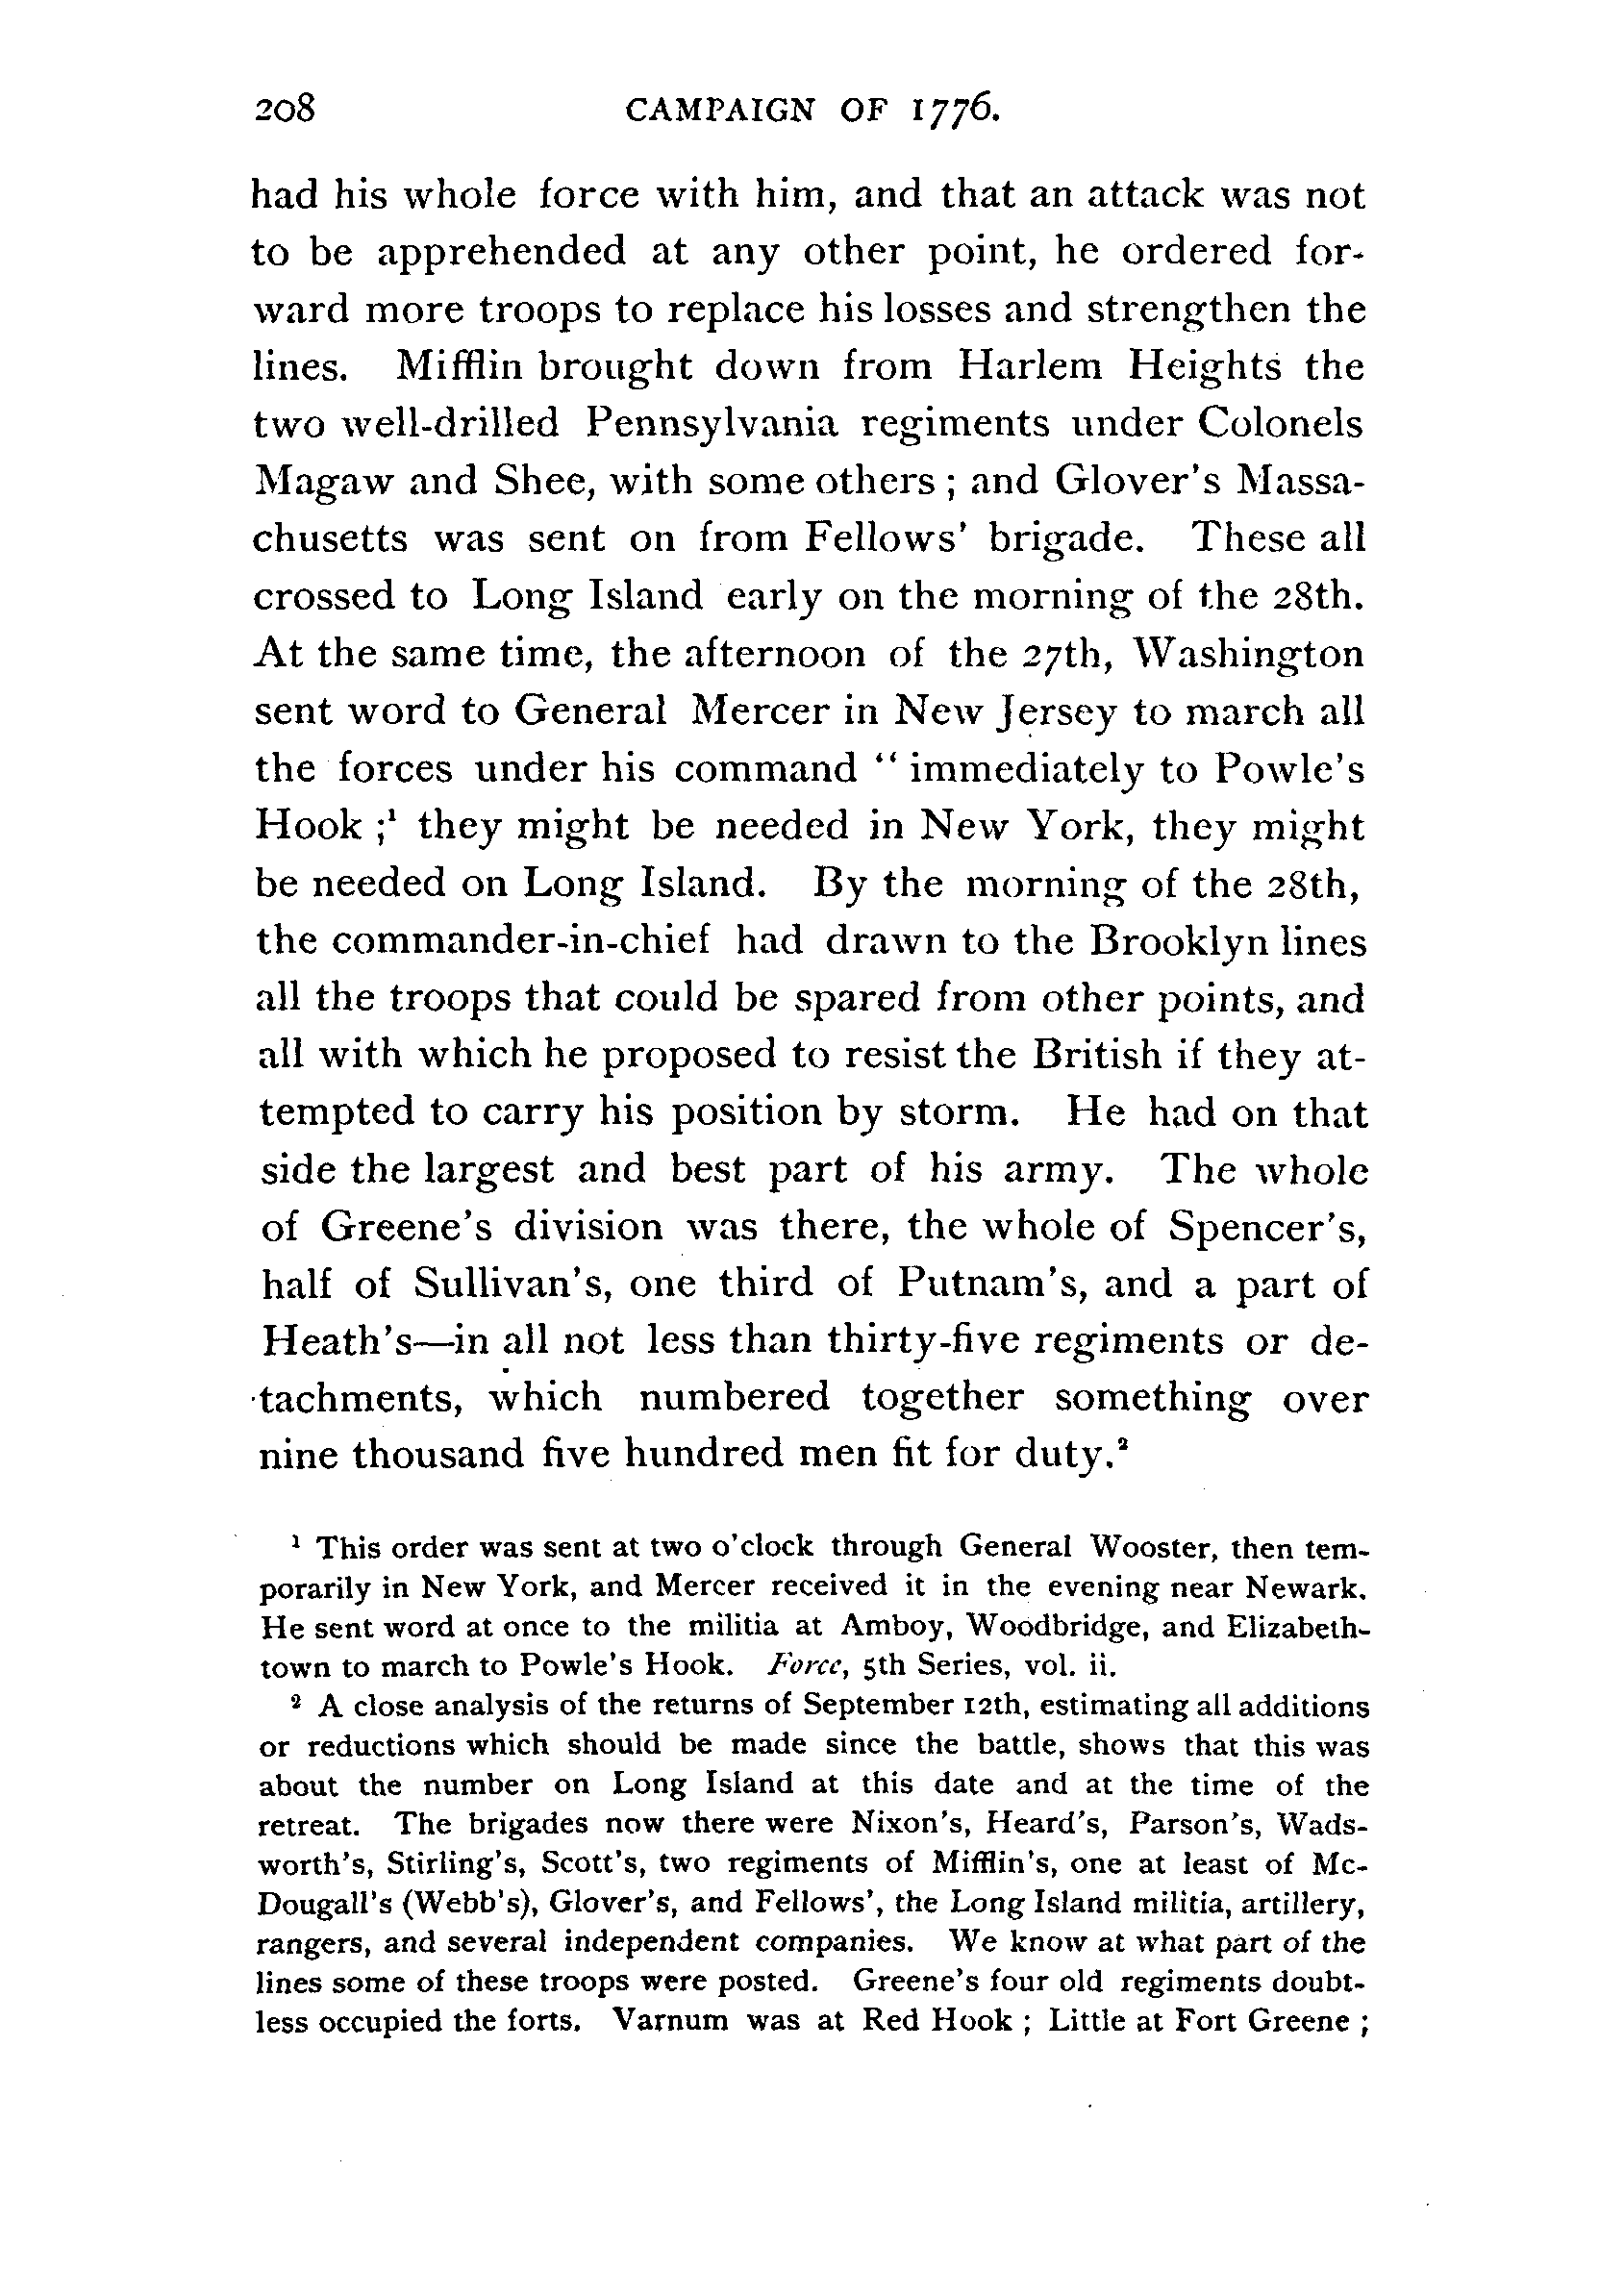 208 CAMPAIGN OF 1776.
had his whole force with him, and that an attack was not
to be apprehended at any other point, he ordered for-
ward more troops to replace his losses and strengthen the
lines. Mifflin brought down from Harlem Heights the
two well-drilled Pennsylvania regiments under Colonels
Magaw and Shee, with some others ; and Glover's Massa-
chusetts was sent on from Fellows' brigade. These all
crossed to Long Island early on the morning of the 28th.
At the same time, the afternoon of the 27th, Washington
sent word to General Mercer in New Jersey to march all
the forces under his command “ immediately to Powle's
Hook ;¹ they might be needed in New York, they might
be needed on Long Island. By the morning of the 28th,
the commander-in-chief had drawn to the Brooklyn lines
all the troops that could be spared from other points, and
all with which he proposed to resist the British if they at-
tempted to carry his position by storm. He had on that
side the largest and best part of his army. The whole
of Greene's division was there, the whole of Spencer's,
half of Sullivan's, one third of Putnam's, and a part of
Heath's—in all not less than thirty-five regiments or de-
tachments, which numbered together something over
nine thousand five hundred men fit for duty.²
¹ This order was sent at two o'clock through General Wooster, then tem-
porarily in New York, and Mercer received it in the evening near Newark.
He sent word at once to the militia at Amboy, Woodbridge, and Elizabeth-
town to march to Powle's Hook. Force, 5th Series, vol. ii.
² A close analysis of the returns of September 12th, estimating all additions
or reductions which should be made since the battle, shows that this was
about the number on Long Island at this date and at the time of the
retreat. The brigades now there were Nixon's, Heard's, Parson's, Wads-
worth's, Stirling's, Scott's, two regiments of Mifflin's, one at least of Mc-
Dougall's (Webb's), Glover's, and Fellows', the Long Island militia, artillery,
rangers, and several independent companies. We know at what part of the
lines some of these troops were posted. Greene's four old regiments doubt-
less occupied the forts. Varnum was at Red Hook ; Little at Fort Greene ;